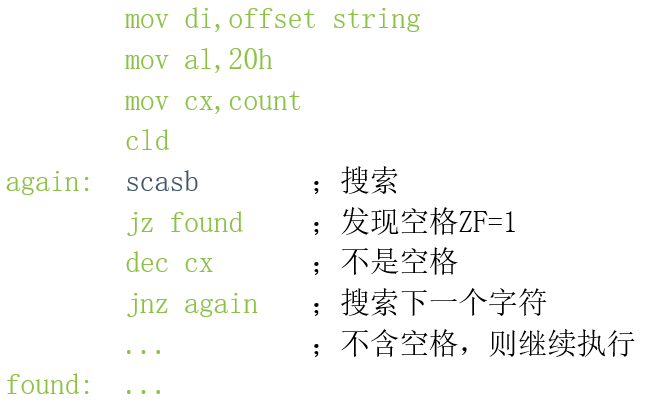 mov di,offset string
mov al,20h
mov cx,count
cld
again: scasb ；搜索
jz found ；发现空格ZF=1
dec cx ；不是空格
jnz again ；搜索下一个字符
... ；不含空格，则继续执行
found: ...